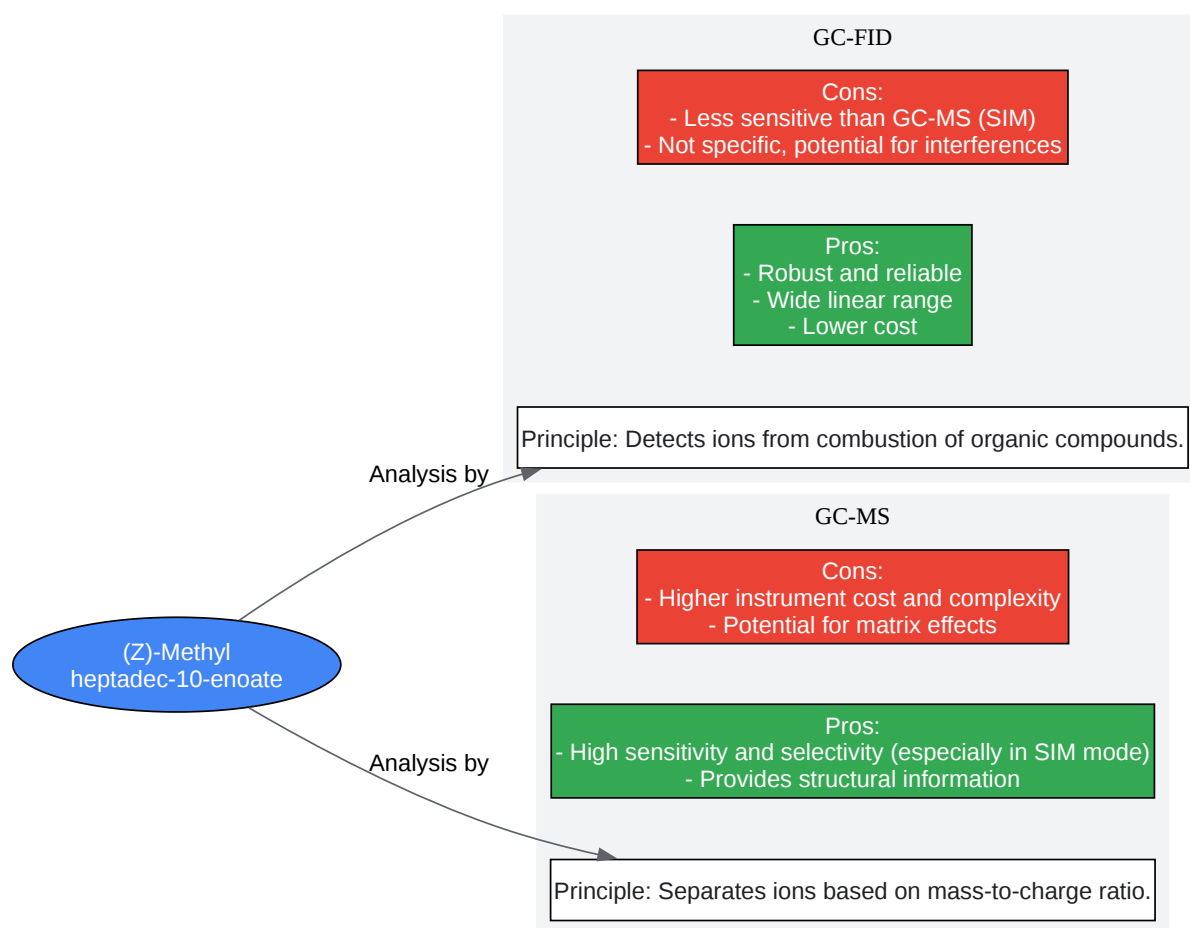 GC-FID
Cons:
- Less sensitive than GC-MS (SIM)
- Not specific, potential for interferences
Pros:
- Robust and reliable
- Wide linear range
- Lower cost
Principle: Detects ions from combustion of organic compounds.
Analysis by
GC-MS
Cons:
- Higher instrument cost and complexity
- Potential for matrix effects
(Z)-Methyl
heptadec-10-enoate
Pros:
- High sensitivity and selectivity (especially in SIM mode)
- Provides structural information
Analysis by
Principle: Separates ions based on mass-to-charge ratio.